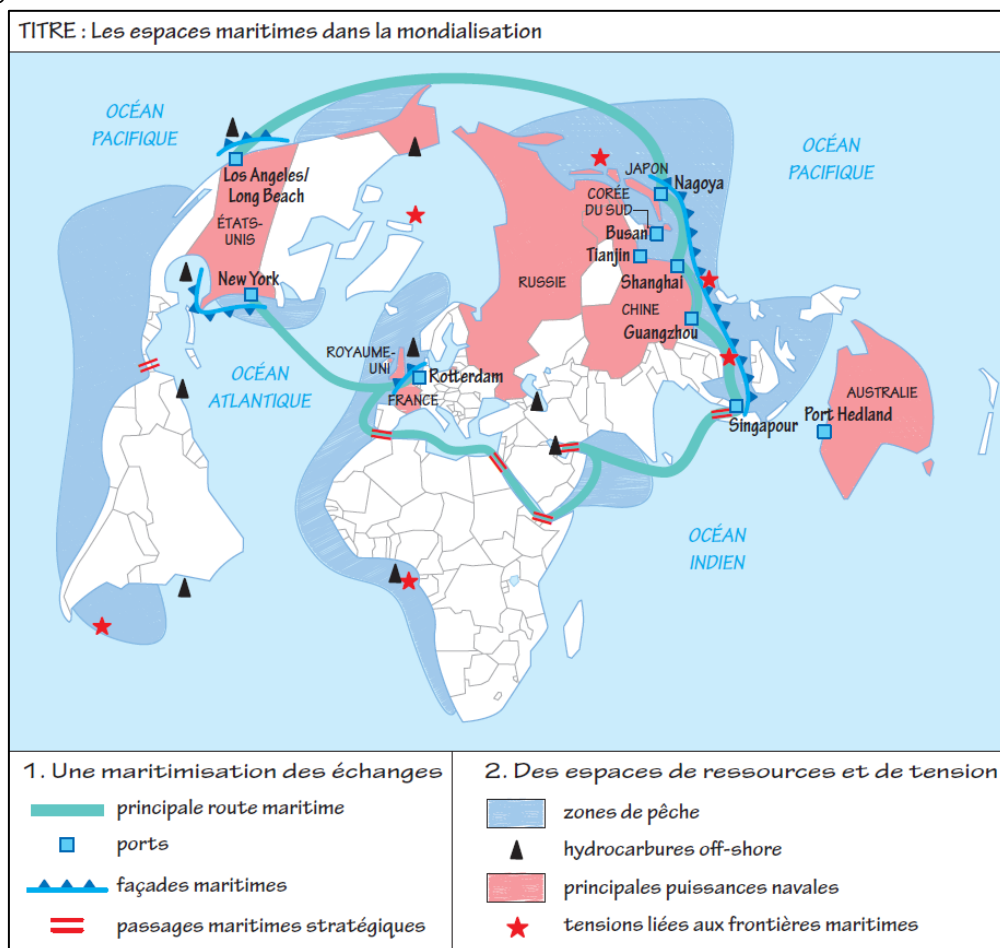 TITRE : Les espaces maritimes dans la mondialisation
OCÉAN
PACIFIQUE
Los Angeles/
Long Beach
ÉTATS-
UNIS
New York
OCÉAN
ATLANTIQUE
ROYAUME-
UNI
Rotterdam
FRANCE
RUSSIE
JAPON
Nagoya
CORÉE
DU SUD
Busan
Tianjin
Shanghai
CHINE
Guangzhou
OCÉAN
PACIFIQUE
Singapour
AUSTRALIE
Port Hedland
OCÉAN
INDIEN
1. Une maritimisation des échanges
principale route maritime
ports
façades maritimes
passages maritimes stratégiques
2. Des espaces de ressources et de tension
zones de pêche
hydrocarbures off-shore
principales puissances navales
tensions liées aux frontières maritimes